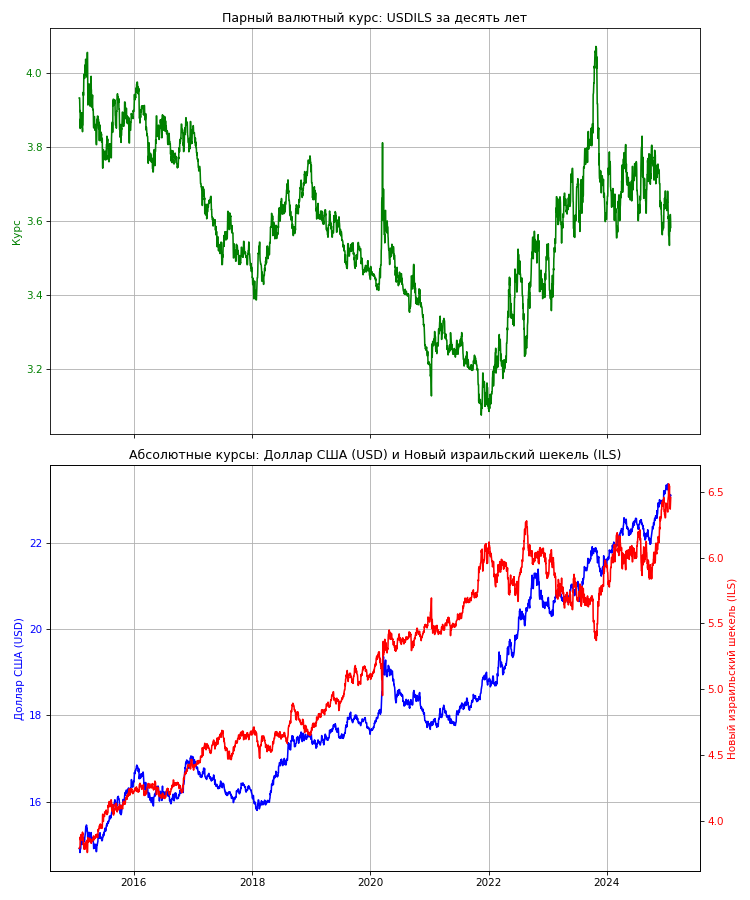 Парный валютный курс: USDILS за десять лет
4.0
3.8
3.6
3.4
3.2
Курс
Абсолютные курсы: Доллар США (USD) и Новый израильский шекель (ILS)
22
20
18
16
Доллар США (USD)
6.5
6.0
5.5
5.0
4.5
4.0
Новый израильский шекель (ILS)
2016 2018 2020 2022 2024